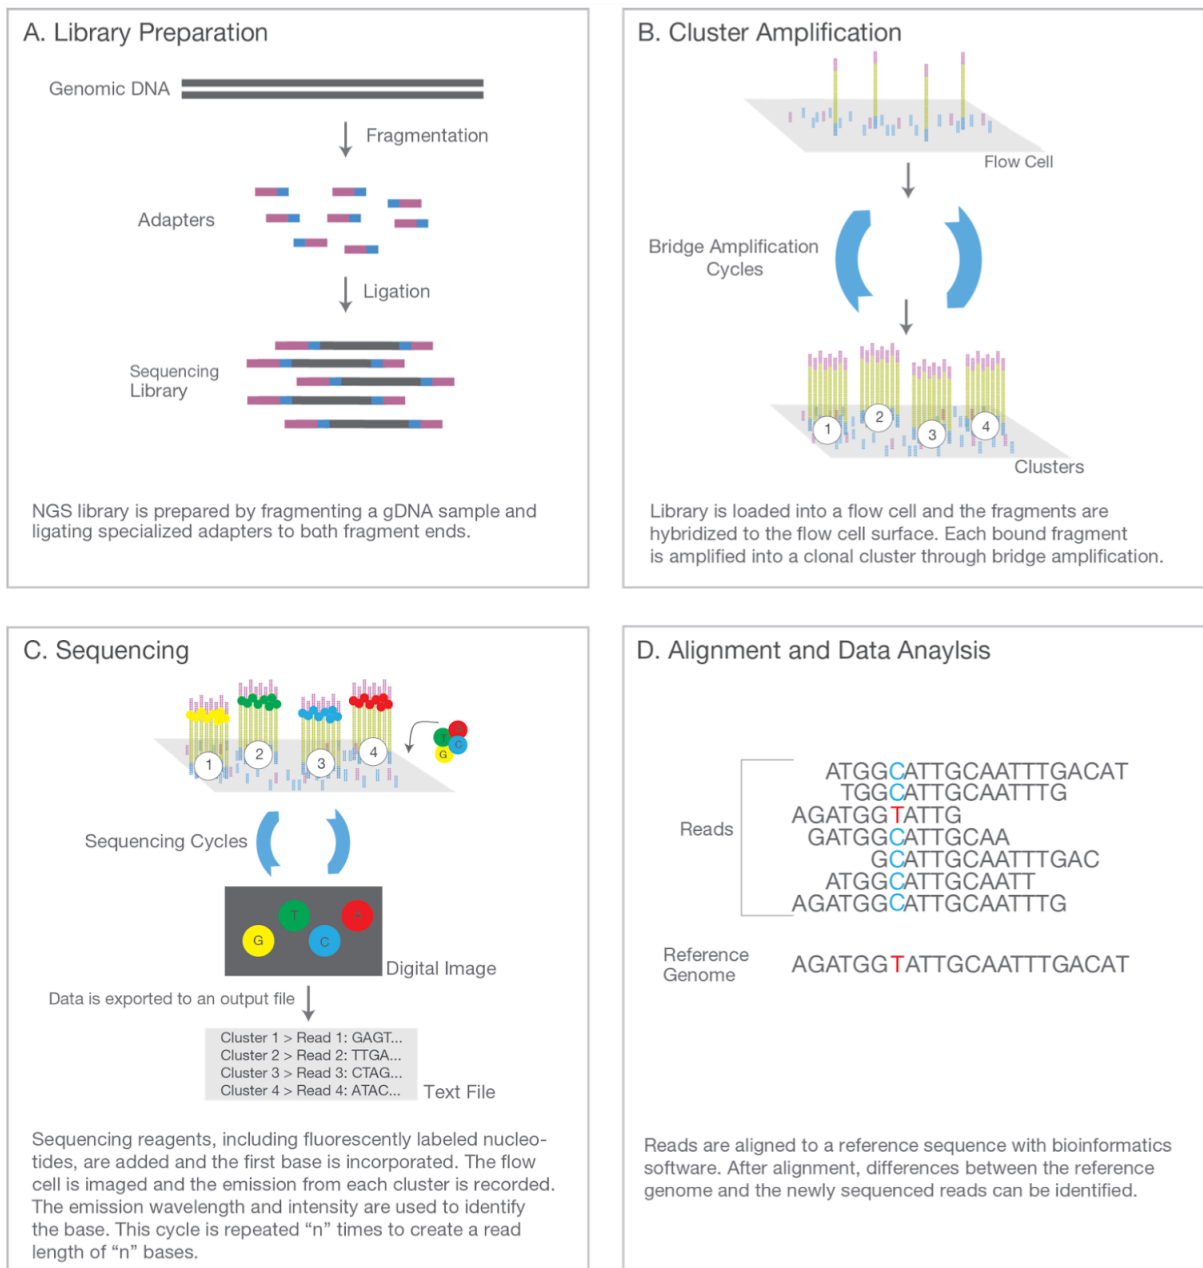 A. Library Preparation
Genomic DNA
Fragmentation
Adapters
Ligation
Sequencing
Library
NGS library is prepared by fragmenting a gDNA sample and
ligating specialized adapters to both fragment ends.
B. Cluster Amplification
Flow Cell
Bridge Amplification
Cycles
1
2
3
4
Clusters
Library is loaded into a flow cell and the fragments are
hybridized to the flow cell surface. Each bound fragment
is amplified into a clonal cluster through bridge amplification.
C. Sequencing
1
2
3
4
A
T
C
G
Sequencing Cycles
T
A
G
C
Digital Image
Data is exported to an output file
Cluster 1 > Read 1: GAGT...
Cluster 2 > Read 2: TTGA...
Cluster 3 > Read 3: CTAG...
Cluster 4 > Read 4: ATAC...
Text File
Sequencing reagents, including fluorescently labeled nucleo-
tides, are added and the first base is incorporated. The flow
cell is imaged and the emission from each cluster is recorded.
The emission wavelength and intensity are used to identify
the base. This cycle is repeated “n” times to create a read
length of “n” bases.
D. Alignment and Data Anaylsis
Reads
ATGGCATTGCAATTTGACAT
TGGCATTGCAATTTG
AGATGGTATTG
GATGGCATTGCAA
GCATTGCAATTTGAC
ATGGCATTGCAATT
AGATGGCATTGCAATTTG
Reference
Genome
AGATGGTATTGCAATTTGACAT
Reads are aligned to a reference sequence with bioinformatics
software. After alignment, differences between the reference
genome and the newly sequenced reads can be identified.